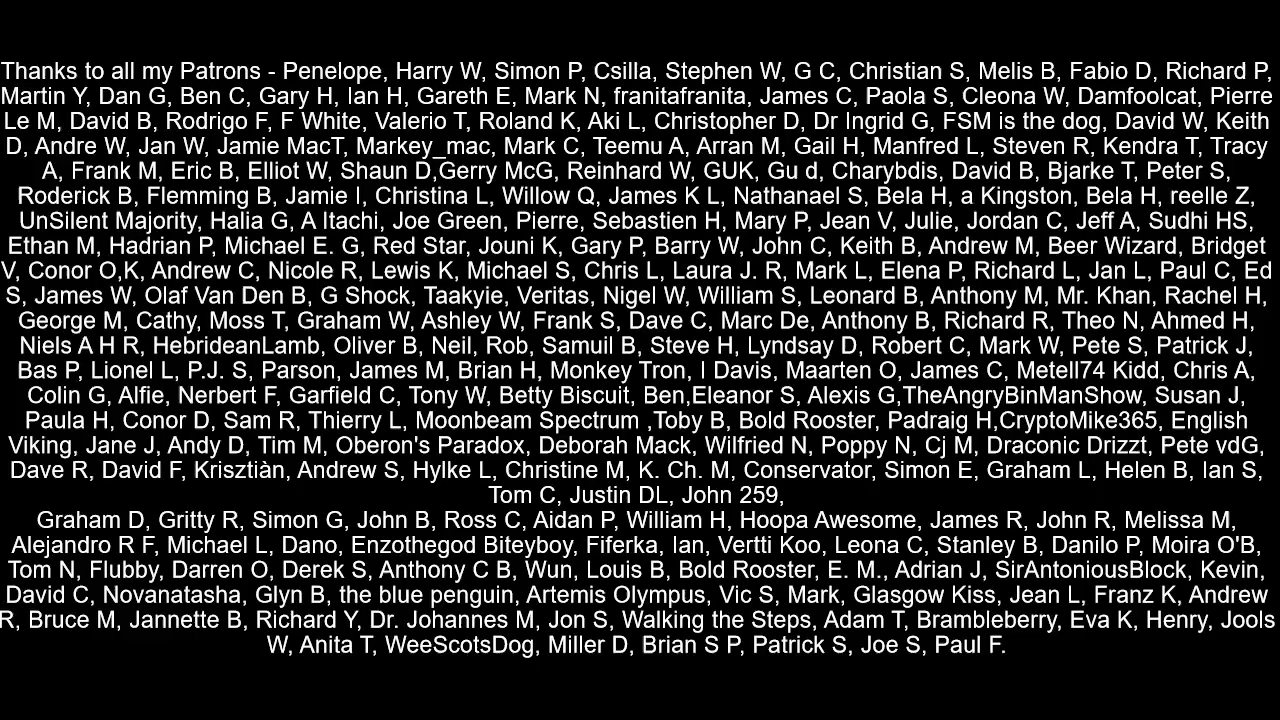 Thanks to all my Patrons - Penelope, Harry W, Simon P, Csilla, Stephen W, G C, Christian S, Melis B, Fabio D, Richard P,
Martin Y, Dan G, Ben C, Gary H, Ian H, Gareth E, Mark N, franitafranita, James C, Paola S, Cleona W, Damfoolcat, Pierre
Le M, David B, Rodrigo F, F White, Valerio T, Roland K, Aki L, Christopher D, Dr Ingrid G, FSM is the dog, David W, Keith
D, Andre W, Jan W, Jamie MacT, Markey_mac, Mark C, Teemu A, Arran M, Gail H, Manfred L, Steven R, Kendra T, Tracy
A, Frank M, Eric B, Elliot W, Shaun D,Gerry McG, Reinhard W, GUK, Gu d, Charybdis, David B, Bjarke T, Peter S,
Roderick B, Flemming B, Jamie I, Christina L, Willow Q, James K L, Nathanael S, Bela H, a Kingston, Bela H, reelle Z,
UnSilent Majority, Halia G, A Itachi, Joe Green, Pierre, Sebastien H, Mary P, Jean V, Julie, Jordan C, Jeff A, Sudhi HS,
Ethan M, Hadrian P, Michael E. G, Red Star, Jouni K, Gary P, Barry W, John C, Keith B, Andrew M, Beer Wizard, Bridget
V, Conor O,K, Andrew C, Nicole R, Lewis K, Michael S, Chris L, Laura J. R, Mark L, Elena P, Richard L, Jan L, Paul C, Ed
S, James W, Olaf Van Den B, G Shock, Taakyie, Veritas, Nigel W, William S, Leonard B, Anthony M, Mr. Khan, Rachel H,
George M, Cathy, Moss T, Graham W, Ashley W, Frank S, Dave C, Marc De, Anthony B, Richard R, Theo N, Ahmed H,
Niels A H R, HebrideanLamb, Oliver B, Neil, Rob, Samuil B, Steve H, Lyndsay D, Robert C, Mark W, Pete S, Patrick J,
Bas P, Lionel L, P.J. S, Parson, James M, Brian H, Monkey Tron, I Davis, Maarten O, James C, Metell74 Kidd, Chris A,
Colin G, Alfie, Nerbert F, Garfield C, Tony W, Betty Biscuit, Ben,Eleanor S, Alexis G,TheAngryBinManShow, Susan J,
Paula H, Conor D, Sam R, Thierry L, Moonbeam Spectrum ,Toby B, Bold Rooster, Padraig H,CryptoMike365, English
Viking, Jane J, Andy D, Tim M, Oberon's Paradox, Deborah Mack, Wilfried N, Poppy N, Cj M, Draconic Drizzt, Pete vdG,
Dave R, David F, Krisztiàn, Andrew S, Hylke L, Christine M, K. Ch. M, Conservator, Simon E, Graham L, Helen B, Ian S,
Tom C, Justin DL, John 259,
Graham D, Gritty R, Simon G, John B, Ross C, Aidan P, William H, Hoopa Awesome, James R, John R, Melissa M,
Alejandro R F, Michael L, Dano, Enzothegod Biteyboy, Fiferka, Ian, Vertti Koo, Leona C, Stanley B, Danilo P, Moira O'B,
Tom N, Flubby, Darren O, Derek S, Anthony C B, Wun, Louis B, Bold Rooster, E. M., Adrian J, SirAntoniousBlock, Kevin,
David C, Novanatasha, Glyn B, the blue penguin, Artemis Olympus, Vic S, Mark, Glasgow Kiss, Jean L, Franz K, Andrew
R, Bruce M, Jannette B, Richard Y, Dr. Johannes M, Jon S, Walking the Steps, Adam T, Brambleberry, Eva K, Henry, Jools
W, Anita T, WeeScotsDog, Miller D, Brian S P, Patrick S, Joe S, Paul F.